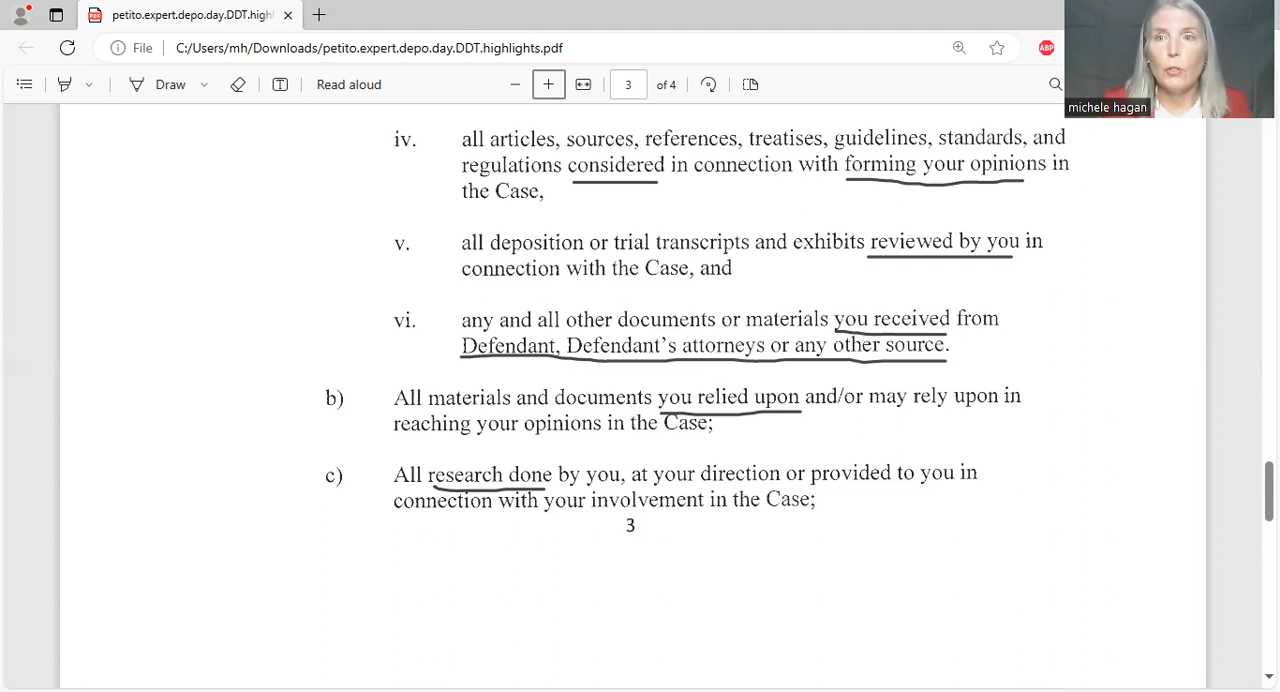 petito.expert.depo.day.DDT.highl
File C:/Users/mh/Downloads/petito.expert.depo.day.DDT.highlights.pdf
ABP
Draw Read aloud 3 of 4
michele hagan
iv. all articles, sources, references, treatises, guidelines, standards, and
regulations considered in connection with forming your opinions in
the Case,
v. all deposition or trial transcripts and exhibits reviewed by you in
connection with the Case, and
vi. any and all other documents or materials you received from
Defendant, Defendant's attorneys or any other source.
b) All materials and documents you relied upon and/or may rely upon in
reaching your opinions in the Case;
c) All research done by you, at your direction or provided to you in
connection with your involvement in the Case;
3